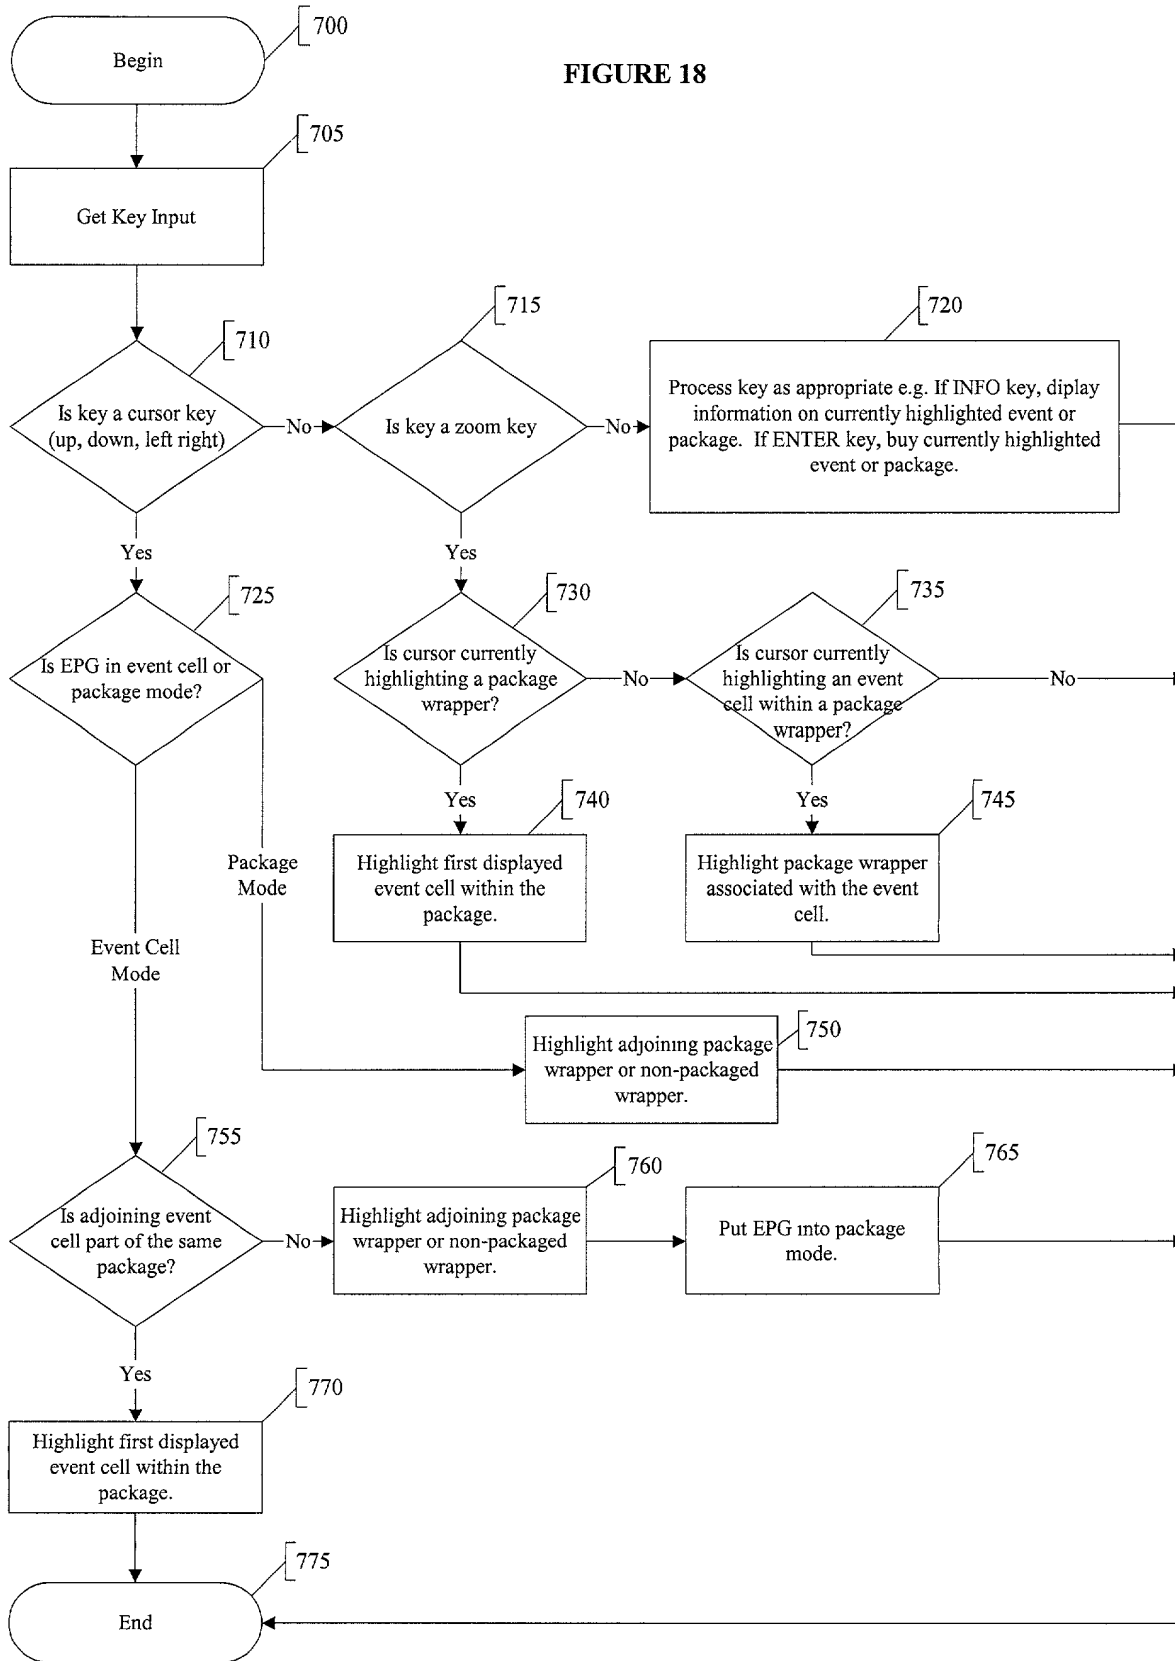 700
Begin
FIGURE 18
705
Get Key Input
710
Is key a cursor key
(up, down, left right)
No
715
Is key a zoom key
No
720
Process key as appropriate e.g. If INFO key, diplay
information on currently highlighted event or
package. If ENTER key, buy currently highlighted
event or package.
Yes
Yes
725
Is EPG in event cell or
package mode?
730
Is cursor currently
highlighting a package
wrapper?
No
735
Is cursor currently
highlighting an event
cell within a package
wrapper?
No
Yes
Yes
740
Highlight first displayed
event cell within the
package.
745
Highlight package wrapper
associated with the event
cell.
Package
Mode
Event Cell
Mode
750
Highlight adjoining package
wrapper or non-packaged
wrapper.
755
Is adjoining event
cell part of the same
package?
No
760
Highlight adjoining package
wrapper or non-packaged
wrapper.
765
Put EPG into package
mode.
Yes
770
Highlight first displayed
event cell within the
package.
775
End